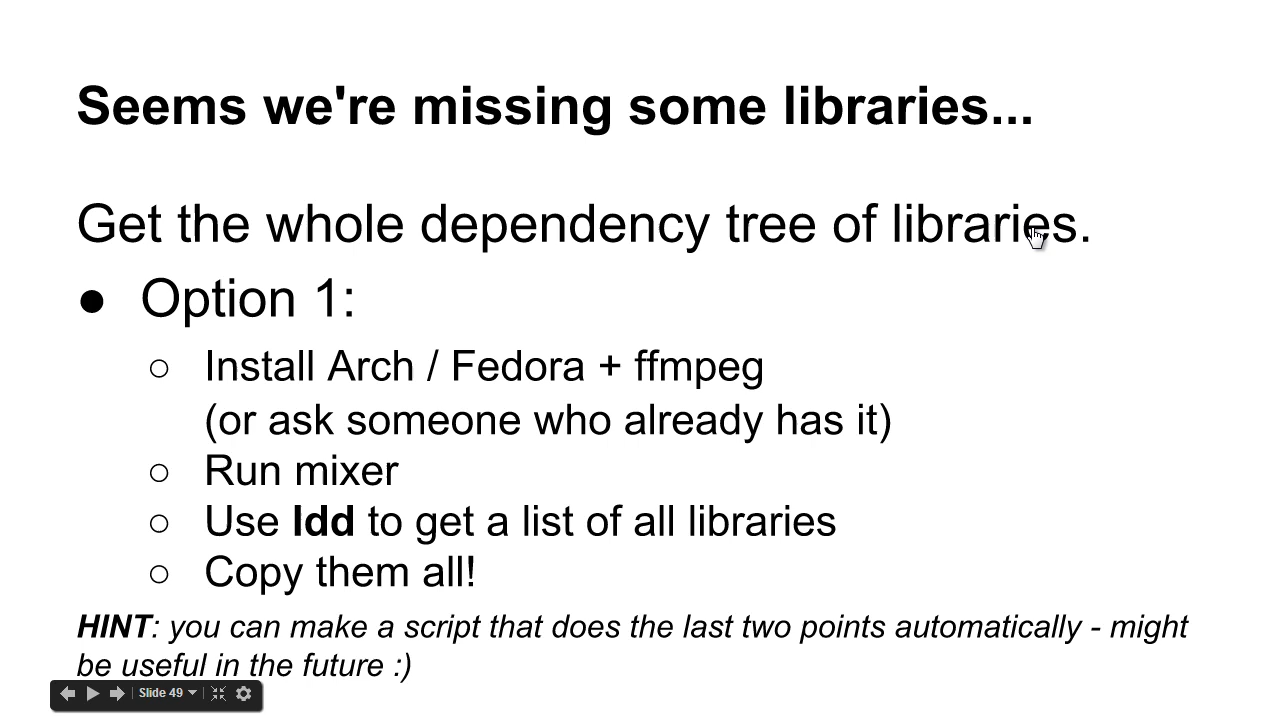 Seems we're missing some libraries...
Get the whole dependency tree of libraries.
● Option 1:
○ Install Arch / Fedora + ffmpeg
(or ask someone who already has it)
○ Run mixer
○ Use ldd to get a list of all libraries
○ Copy them all!
HINT: you can make a script that does the last two points automatically - might
be useful in the future :)
Slide 49